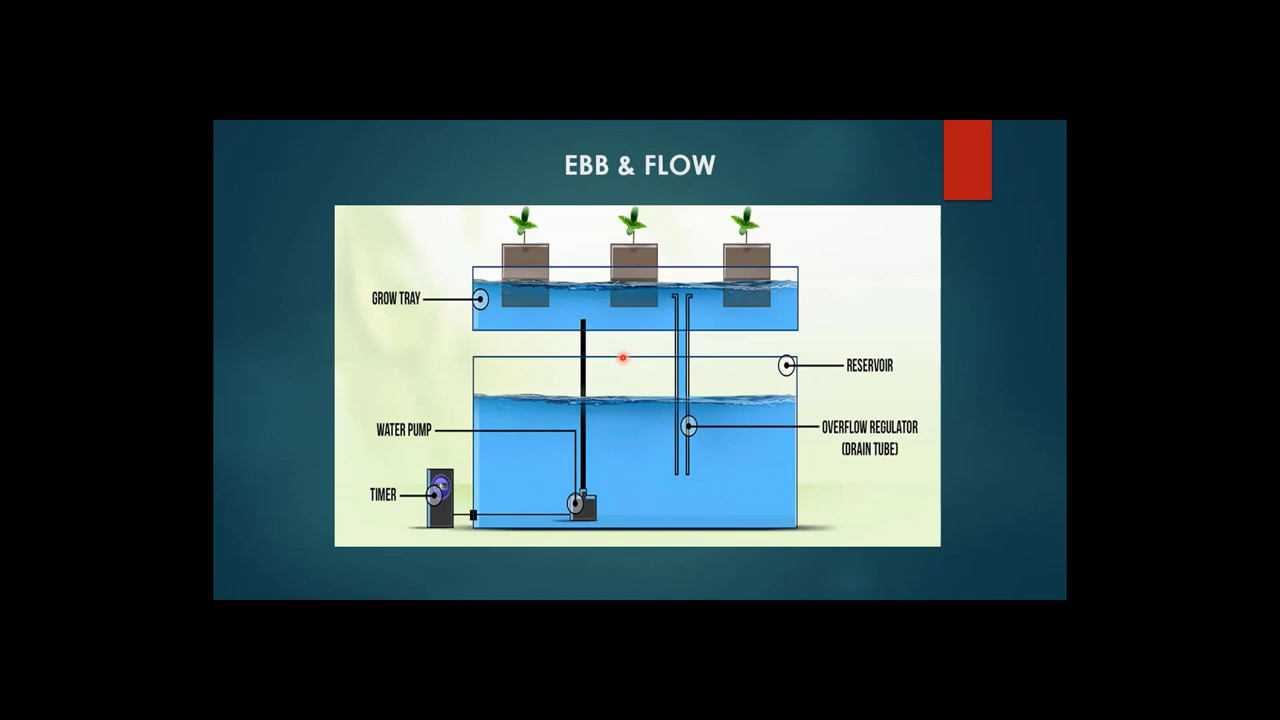 EBB & FLOW
GROW TRAY
RESERVOIR
WATER PUMP
OVERFLOW REGULATOR
(DRAIN TUBE)
TIMER